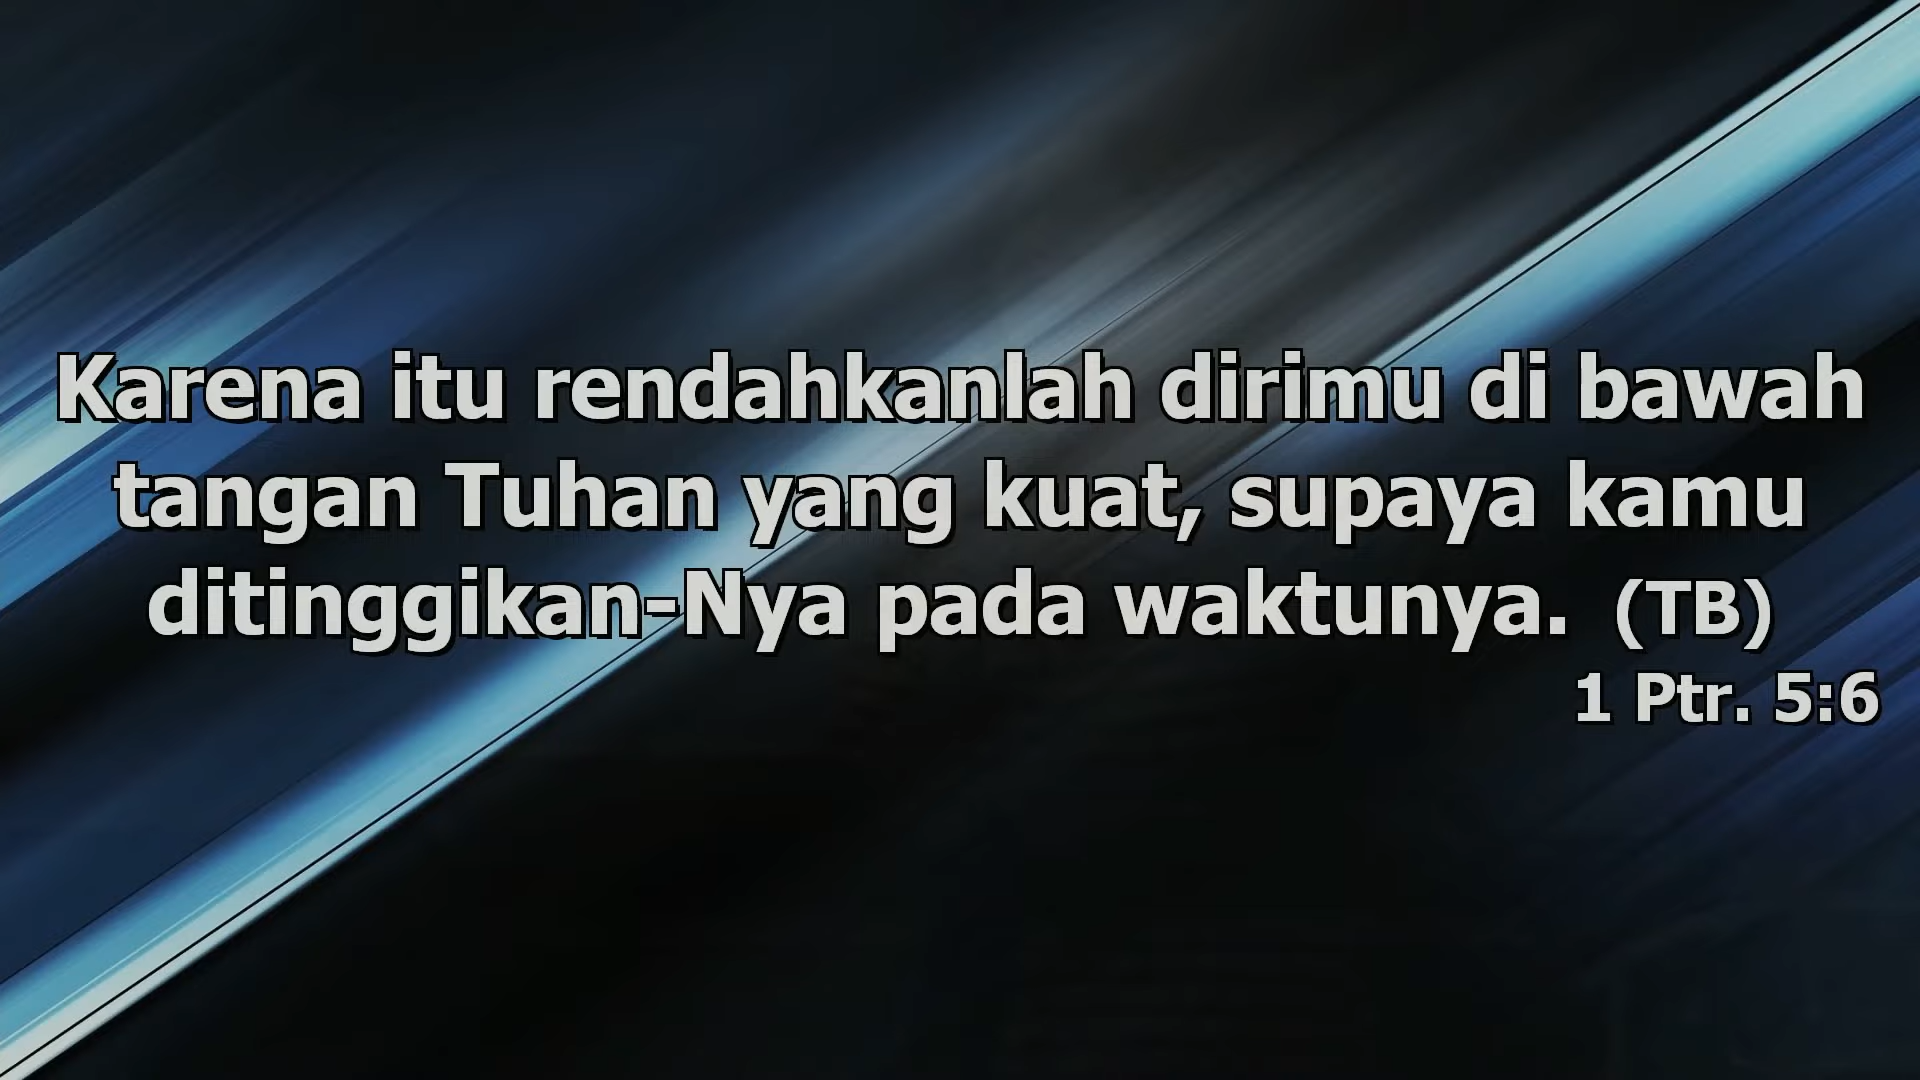 Karena itu rendahkanlah dirimu di bawah
tangan Tuhan yang kuat, supaya kamu
ditinggikan-Nya pada waktunya. (TB)
1 Ptr. 5:6